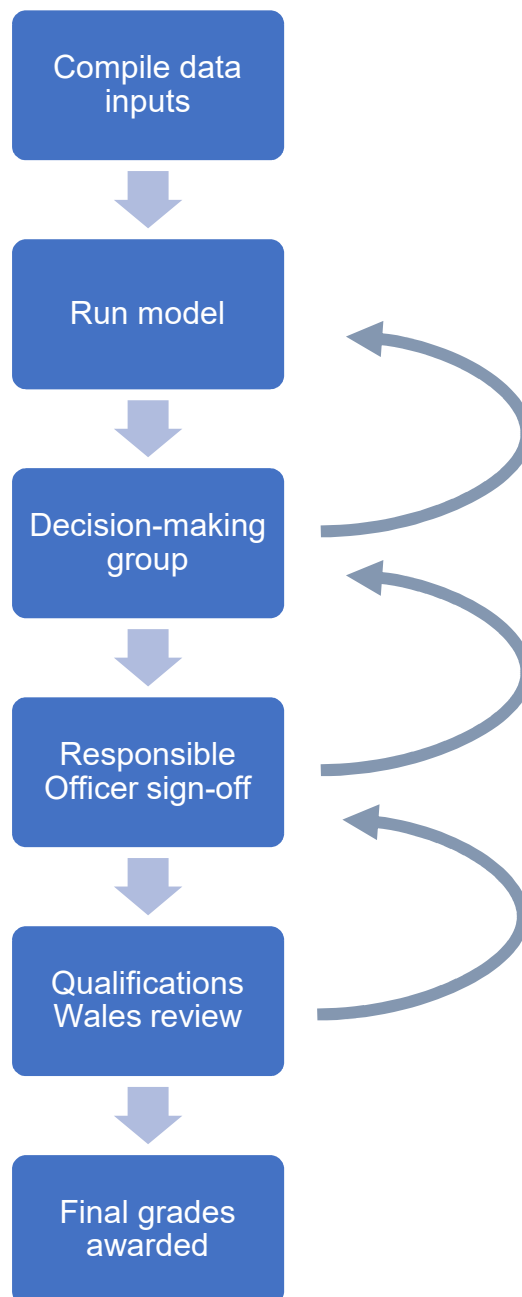 Compile data
inputs
Run model
Decision-making
group
Responsible
Officer sign-off
Qualifications
Wales review
Final grades
awarded